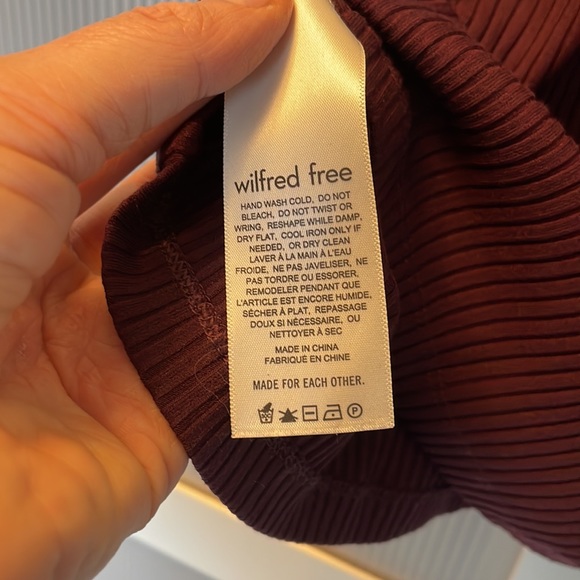 wilfred free
HAND WASH COLD, DO NOT
BLEACH, DO NOT TWIST OR
WRING, RESHAPE WHILE DAMP,
DRY FLAT, COOL IRON ONLY IF
NEEDED, OR DRY CLEAN
LAVER À LA MAIN À L'EAU
FROIDE, NE PAS JAVELISER, NE
PAS TORDRE OU ESSORER,
REMODELER PENDANT QUE
L'ARTICLE EST ENCORE HUMIDE,
SÉCHER À PLAT, REPASSAGE
DOUX SI NÉCESSAIRE, OU
NETTOYER À SEC
MADE IN CHINA
FABRIQUÉ EN CHINE
MADE FOR EACH OTHER.
P